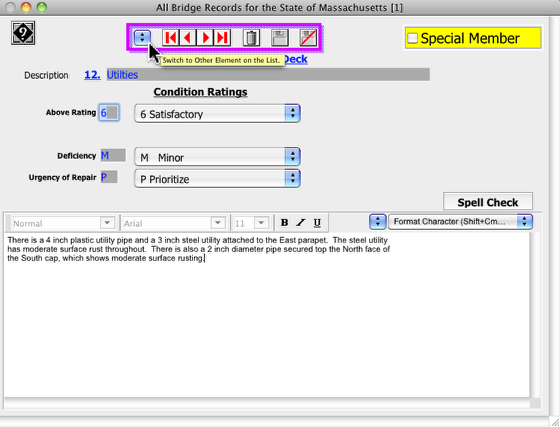 All Bridge Records for the State of Massachusetts [1]
?
Special Member
Switch to Other Element on the List.
Deck
Description 12. Utilties
Condition Ratings
Above Rating 6 6 Satisfactory
Deficiency M M Minor
Urgency of Repair P P Prioritize
Spell Check
Normal Arial 11 B I U Format Character (Shift+Cm...
There is a 4 inch plastic utility pipe and a 3 inch steel utility attached to the East parapet. The steel utility
has moderate surface rust throughout. There is also a 2 inch diameter pipe secured top the North face of
the South cap, which shows moderate surface rusting.